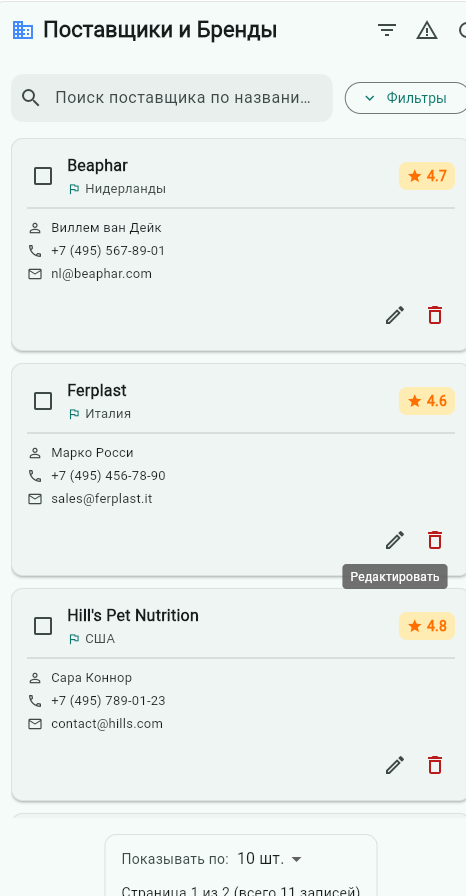 Поставщики и Бренды
Поиск поставщика по названи...
Фильтры
Beaphar
Нидерланды
4.7
Виллем ван Дейк
+7 (495) 567-89-01
nl@beaphar.com
Ferplast
Италия
4.6
Марко Росси
+7 (495) 456-78-90
sales@ferplast.it
Редактировать
Hill's Pet Nutrition
США
4.8
Сара Коннор
+7 (495) 789-01-23
contact@hills.com
Показывать по: 10 шт.
Страница 1 из 2 (всего 11 записей)